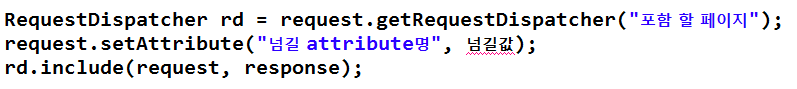 RequestDispatcher rd = request.getRequestDispatcher("포함 할 페이지");
request.setAttribute("넘길 attribute명", 넘길값);
rd.include(request, response);